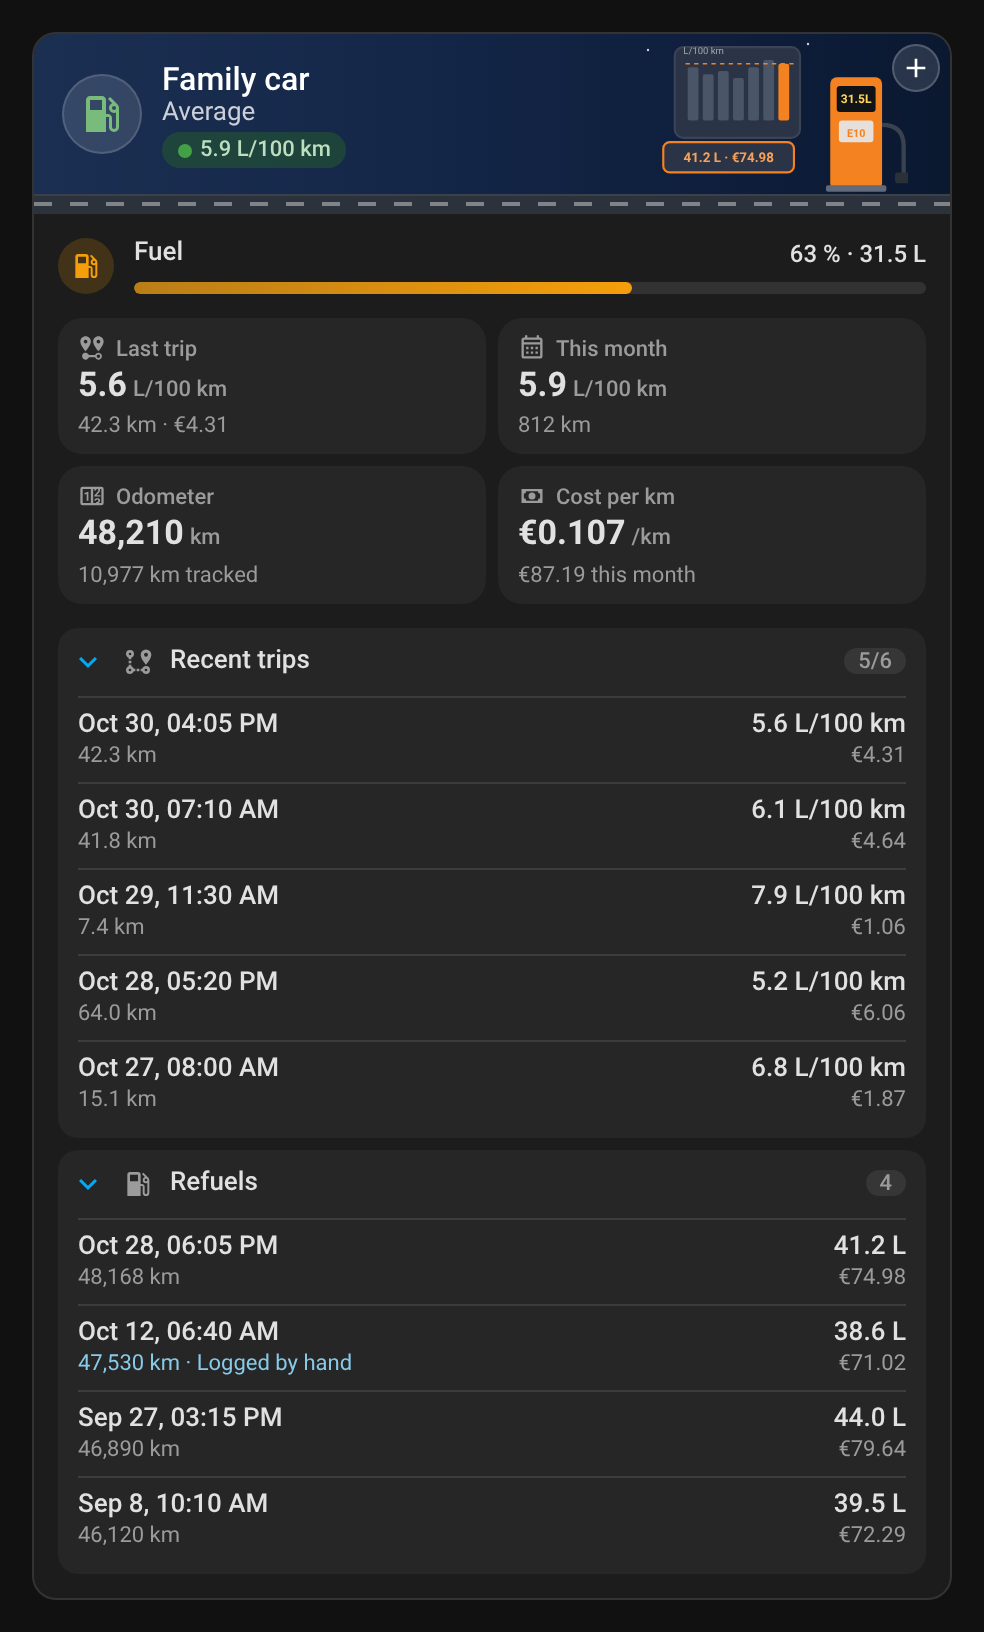 Family car
Average
5.9 L/100 km
L/100 km
41.2 L · €74.98
31.5L
E10
Fuel
63 % · 31.5 L
Last trip
5.6 L/100 km
42.3 km · €4.31
This month
5.9 L/100 km
812 km
Odometer
48,210 km
10,977 km tracked
Cost per km
€0.107 /km
€87.19 this month
Recent trips
5/6
Oct 30, 04:05 PM
5.6 L/100 km
42.3 km
€4.31
Oct 30, 07:10 AM
6.1 L/100 km
41.8 km
€4.64
Oct 29, 11:30 AM
7.9 L/100 km
7.4 km
€1.06
Oct 28, 05:20 PM
5.2 L/100 km
64.0 km
€6.06
Oct 27, 08:00 AM
6.8 L/100 km
15.1 km
€1.87
Refuels
4
Oct 28, 06:05 PM
41.2 L
48,168 km
€74.98
Oct 12, 06:40 AM
38.6 L
47,530 km · Logged by hand
€71.02
Sep 27, 03:15 PM
44.0 L
46,890 km
€79.64
Sep 8, 10:10 AM
39.5 L
46,120 km
€72.29